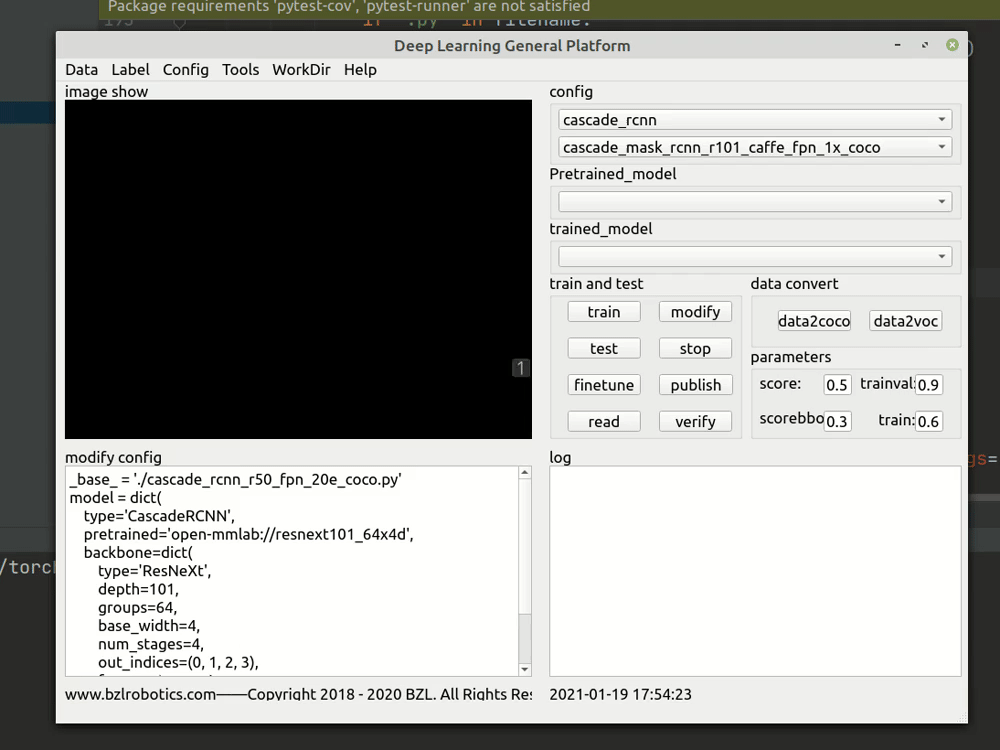 Package requirements 'pytest-cov', 'pytest-runner' are not satisfied
Deep Learning General Platform
Data Label Config Tools WorkDir Help
image show
1
config
cascade_rcnn
cascade_mask_rcnn_r101_caffe_fpn_1x_coco
Pretrained_model
trained_model
train and test
train modify
test stop
finetune publish
read verify
data convert
data2coco data2voc
parameters
score: 0.5 trainval: 0.9
scorebbo 0.3 train: 0.6
modify config
_base_ = './cascade_rcnn_r50_fpn_20e_coco.py'
model = dict(
type='CascadeRCNN',
pretrained='open-mmlab://resnext101_64x4d',
backbone=dict(
type='ResNeXt',
depth=101,
groups=64,
base_width=4,
num_stages=4,
out_indices=(0, 1, 2, 3),
log
www.bzlrobotics.com——Copyright 2018 - 2020 BZL. All Rights Res
2021-01-19 17:54:23
gs=
/torch